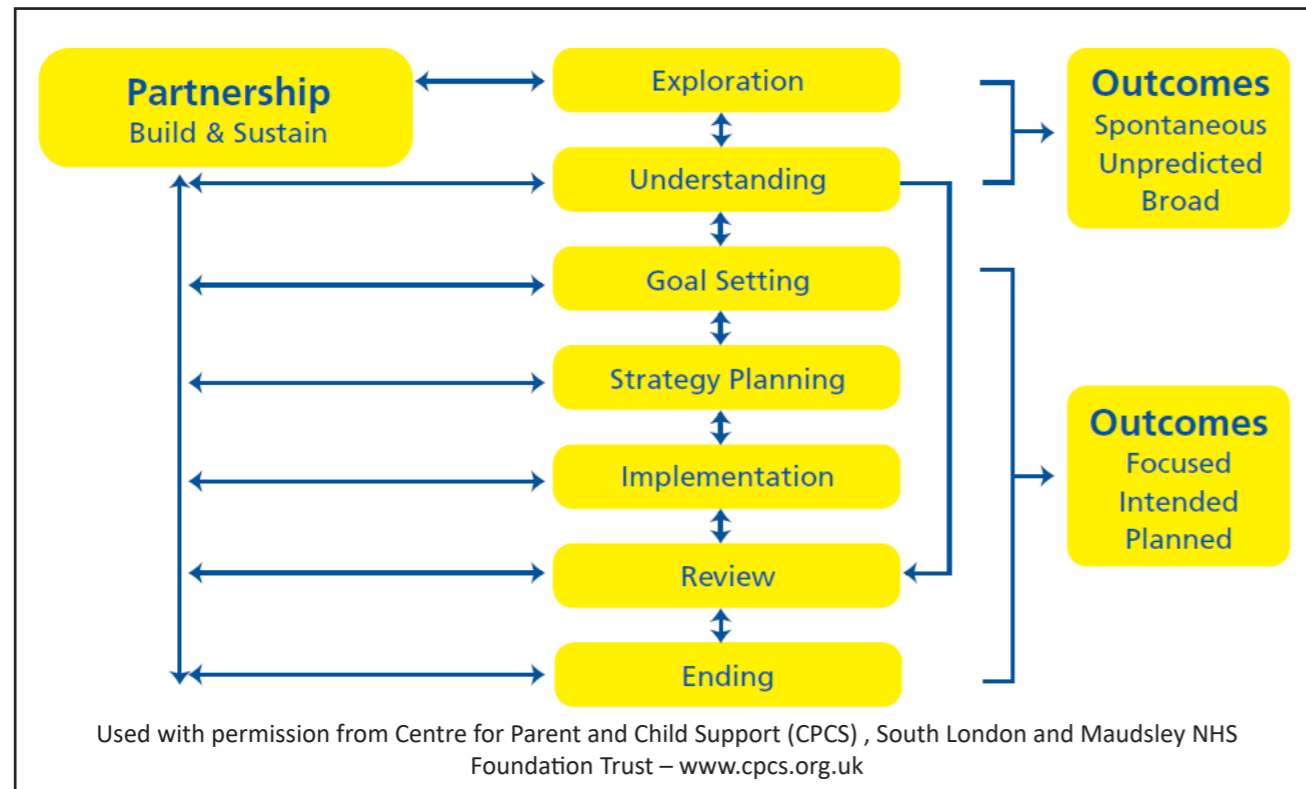 Partnership
Build & Sustain
Exploration
Understanding
Goal Setting
Strategy Planning
Implementation
Review
Ending
Outcomes
Spontaneous
Unpredicted
Broad
Outcomes
Focused
Intended
Planned
Used with permission from Centre for Parent and Child Support (CPCS) , South London and Maudsley NHS
Foundation Trust – www.cpcs.org.uk